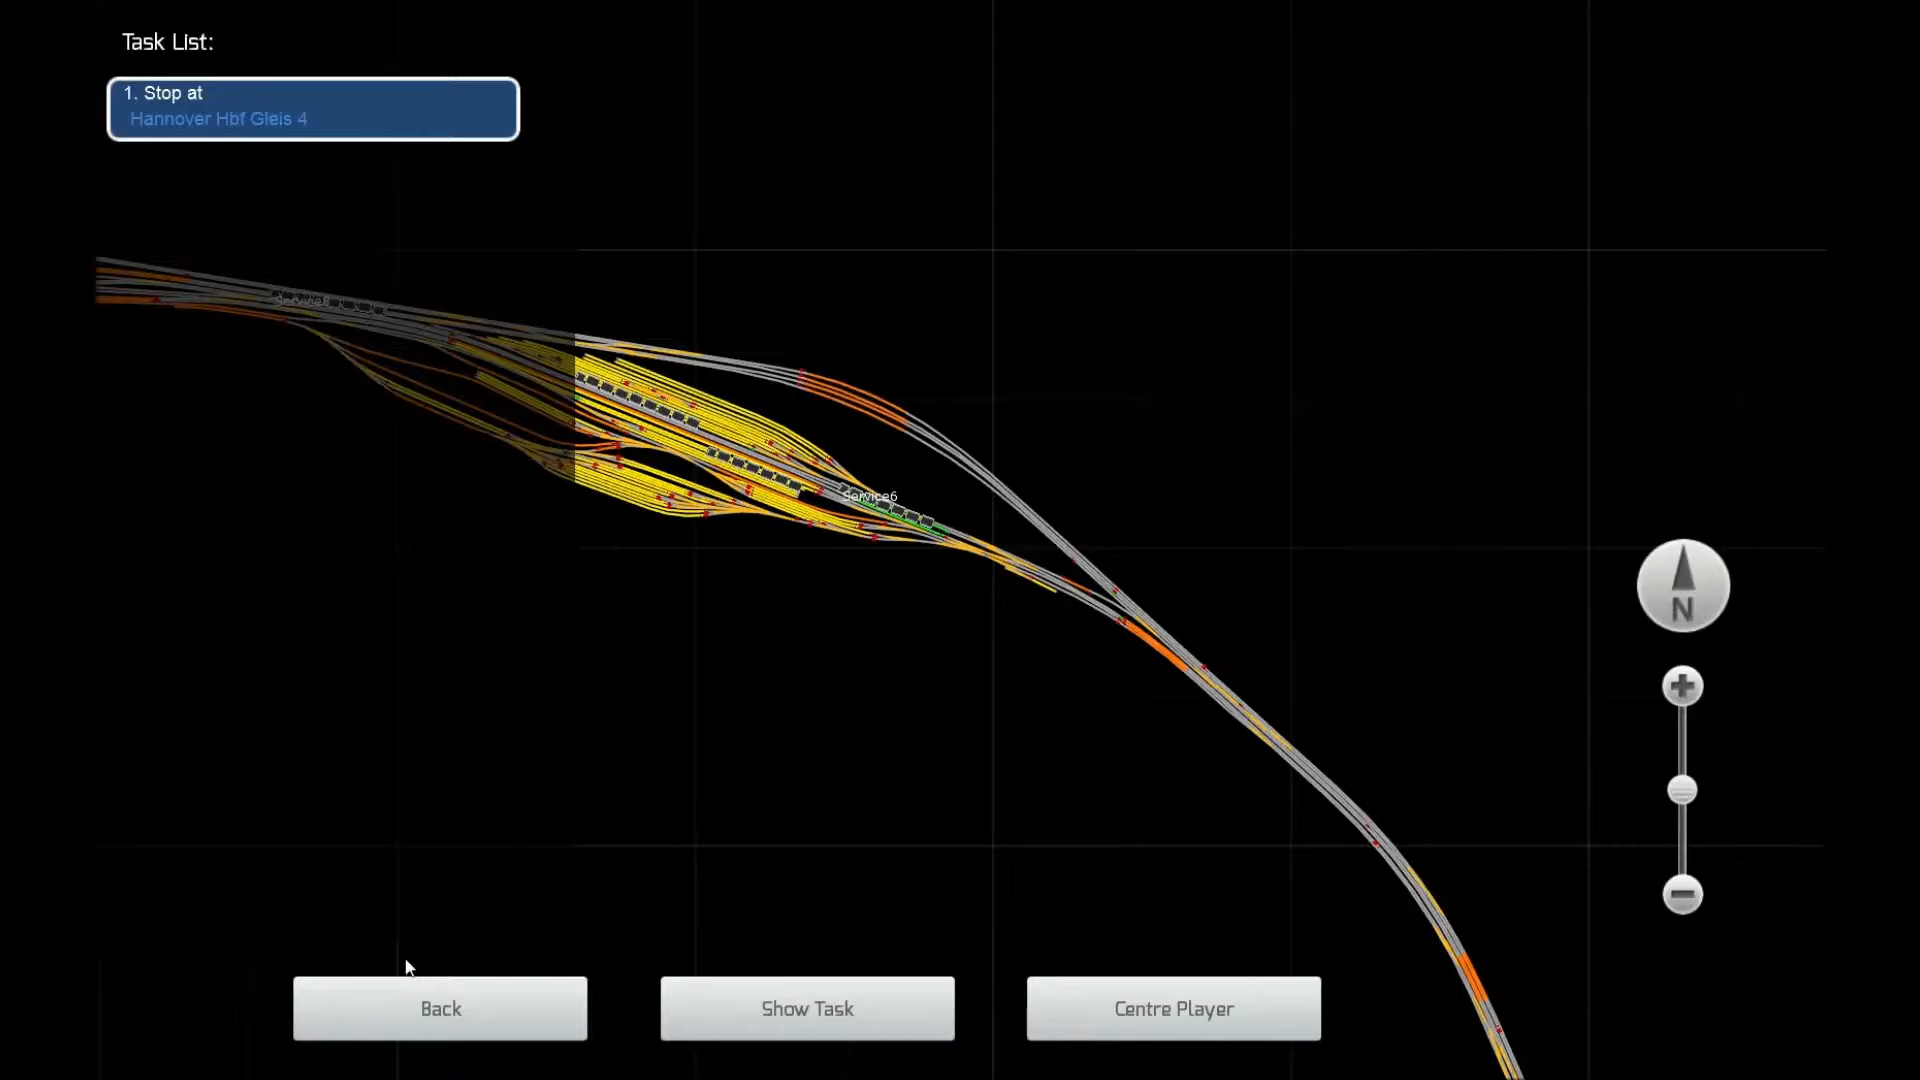 Task List:
1. Stop at
Hannover Hbf Gleis 4
Service6
N
Back
Show Task
Centre Player